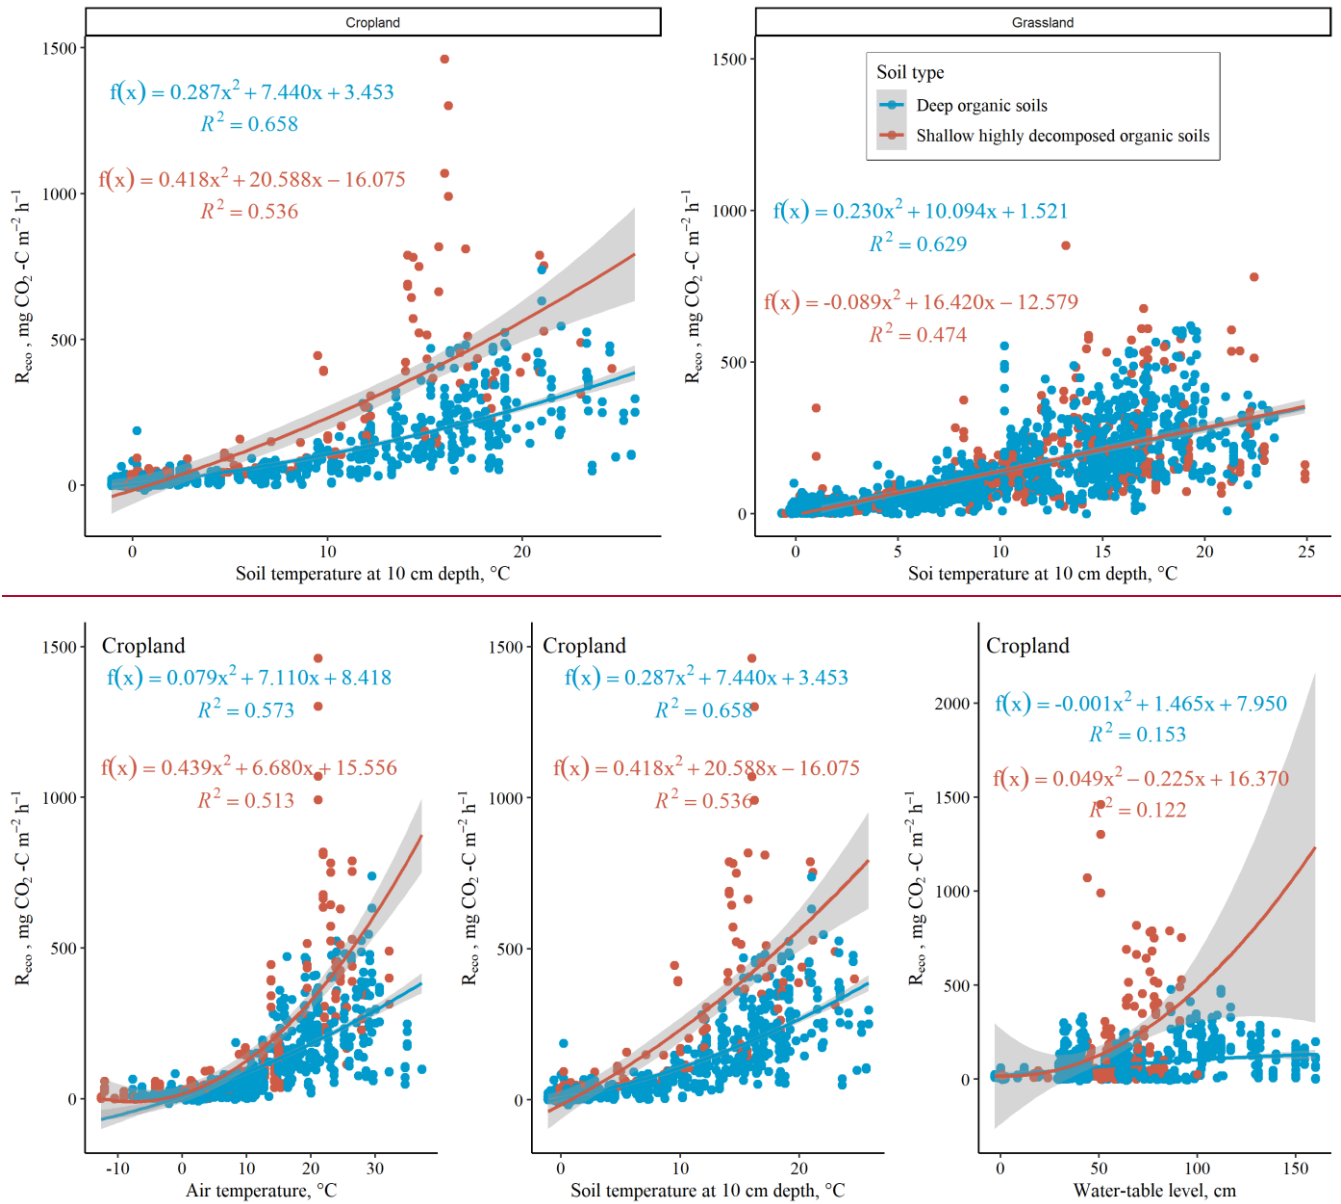 Cropland
1500
1000
500
0
f(x) = 0.287x² + 7.440x + 3.453
R² = 0.658
f(x) = 0.418x² + 20.588x − 16.075
R² = 0.536
R_eco , mg CO₂ -C m⁻² h⁻¹
0 10 20
Soil temperature at 10 cm depth, °C
Grassland
1500
1000
500
0
Soil type
Deep organic soils
Shallow highly decomposed organic soils
f(x) = 0.230x² + 10.094x + 1.521
R² = 0.629
f(x) = -0.089x² + 16.420x − 12.579
R² = 0.474
R_eco , mg CO₂ -C m⁻² h⁻¹
0 5 10 15 20 25
Soi temperature at 10 cm depth, °C
1500
1000
500
0
Cropland
f(x) = 0.079x² + 7.110x + 8.418
R² = 0.573
f(x) = 0.439x² + 6.680x + 15.556
R² = 0.513
R_eco , mg CO₂ -C m⁻² h⁻¹
-10 0 10 20 30
Air temperature, °C
1500
1000
500
0
Cropland
f(x) = 0.287x² + 7.440x + 3.453
R² = 0.658
f(x) = 0.418x² + 20.588x − 16.075
R² = 0.536
R_eco , mg CO₂ -C m⁻² h⁻¹
0 10 20
Soil temperature at 10 cm depth, °C
2000
1500
1000
500
0
Cropland
f(x) = -0.001x² + 1.465x + 7.950
R² = 0.153
f(x) = 0.049x² − 0.225x + 16.370
R² = 0.122
R_eco , mg CO₂ -C m⁻² h⁻¹
0 50 100 150
Water-table level, cm